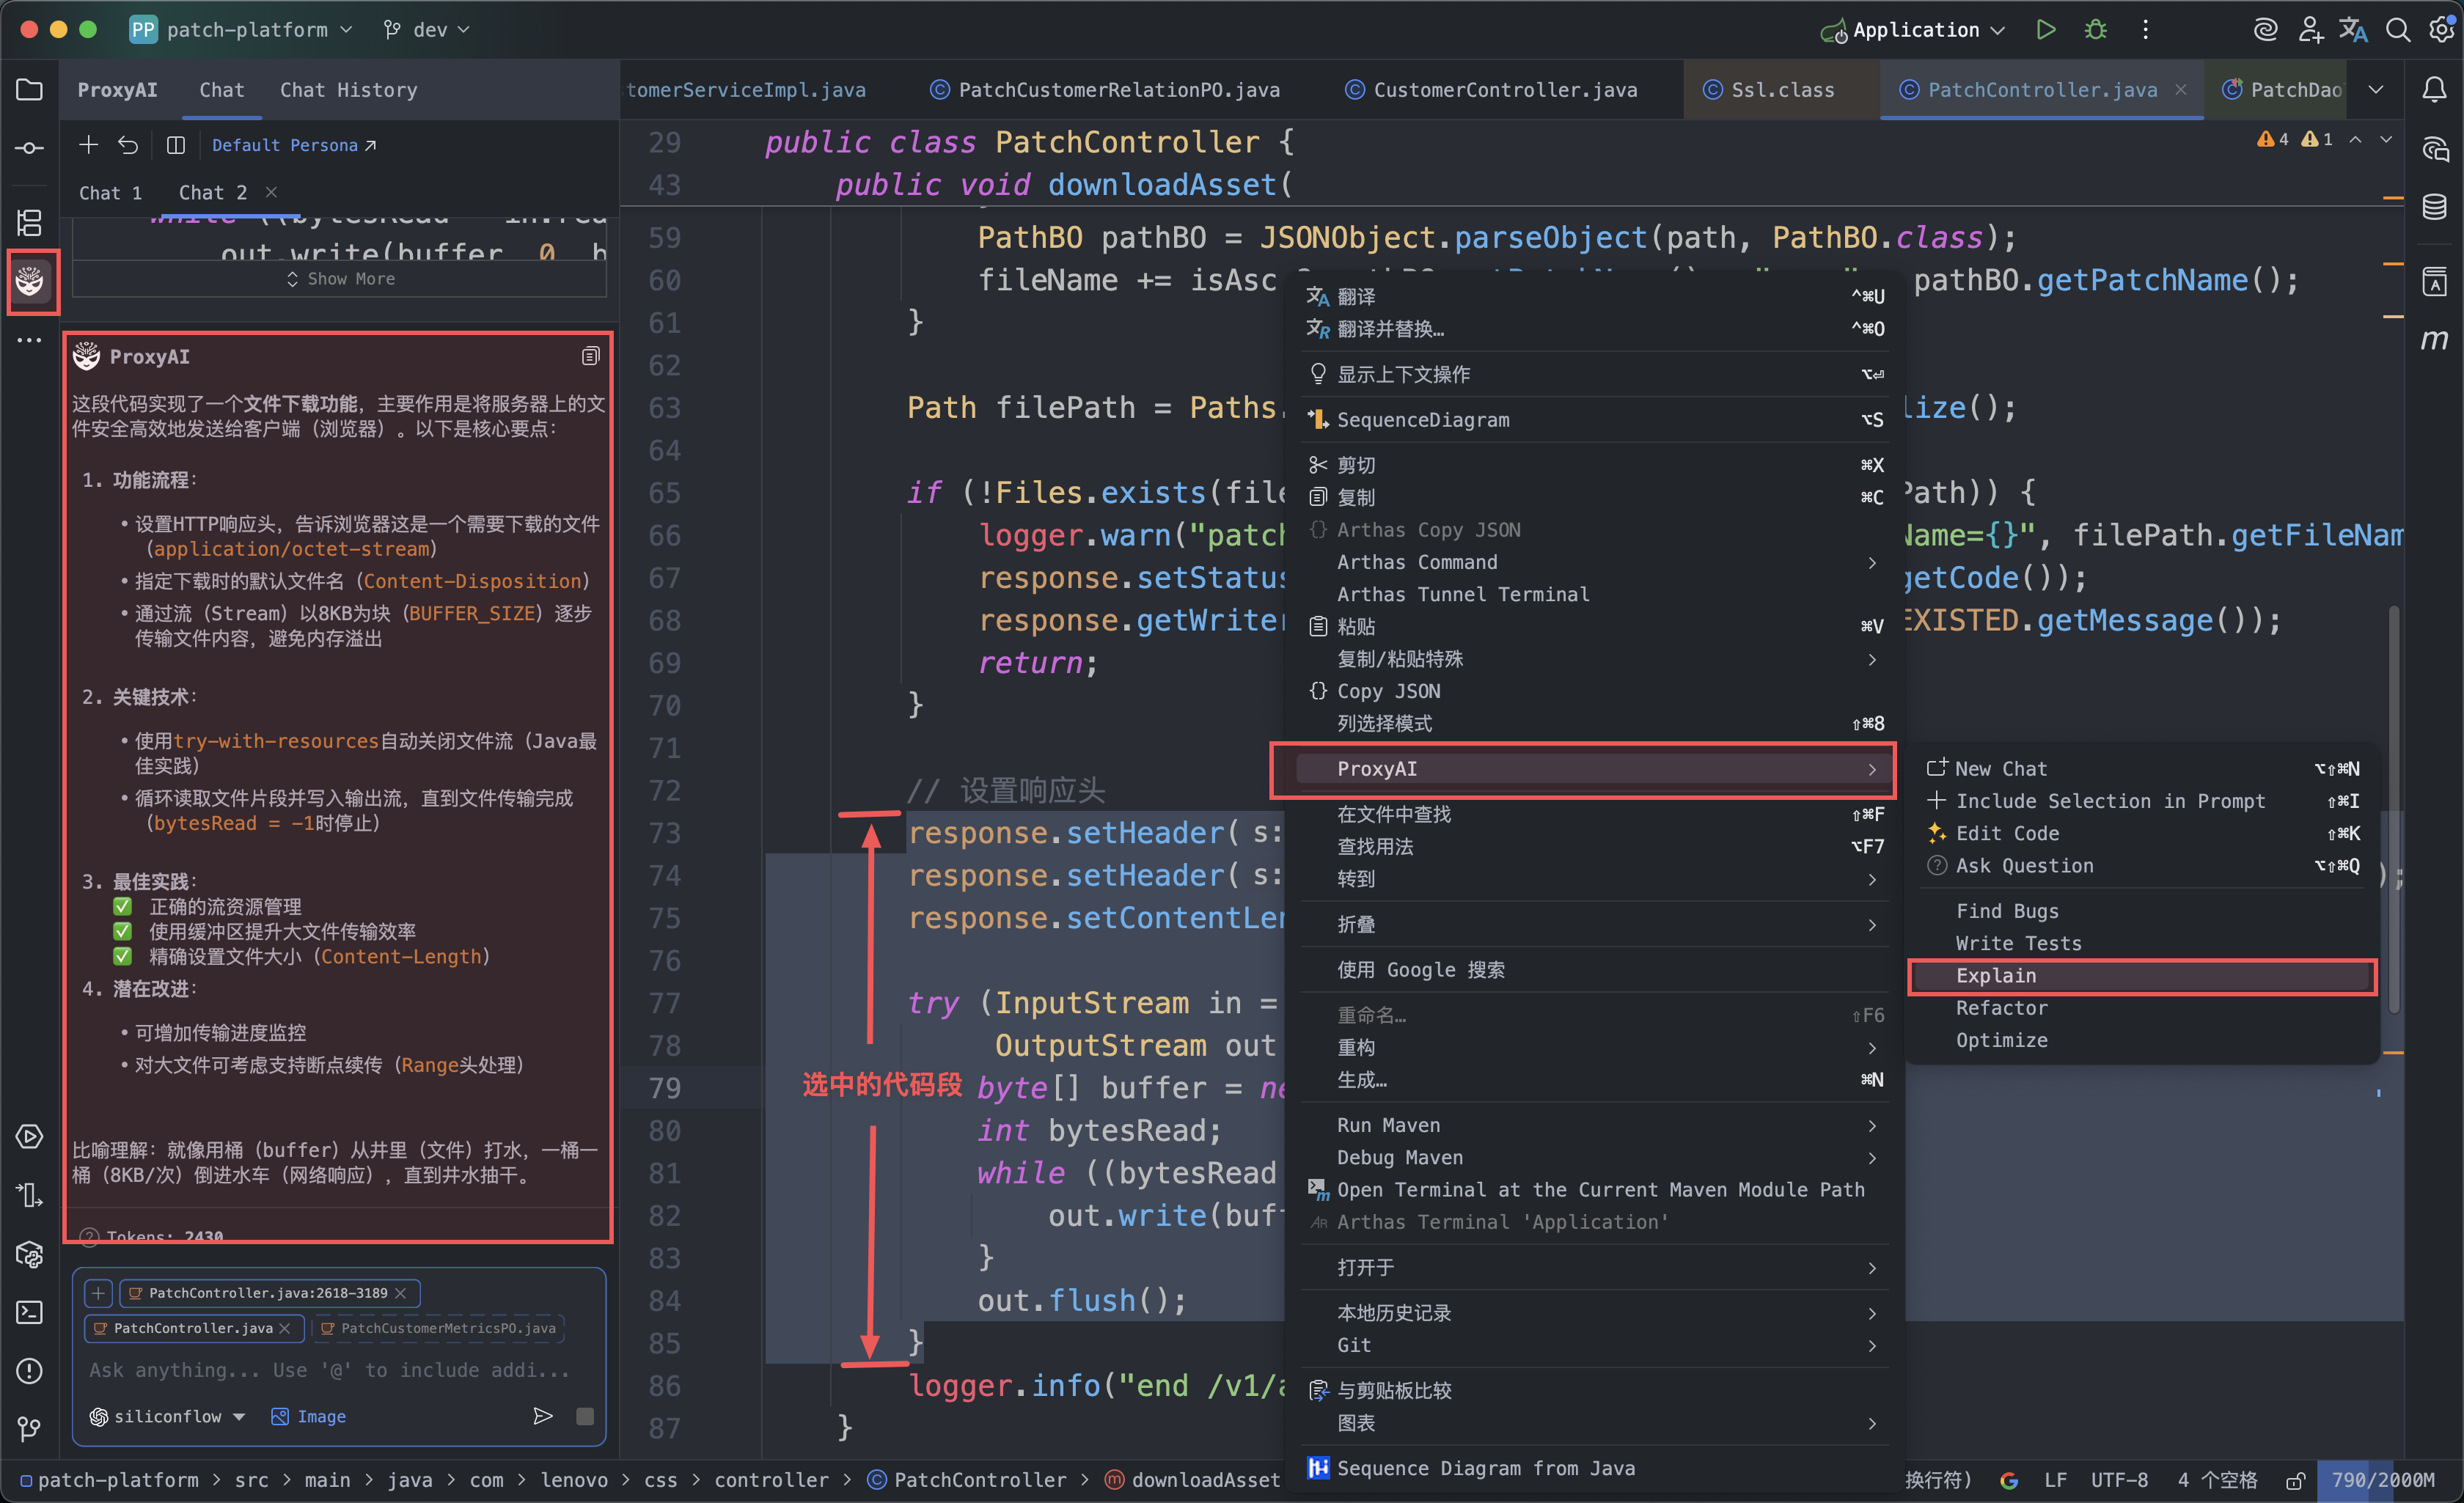 PP patch-platform dev Application
ProxyAI Chat Chat History
tomerServiceImpl.java PatchCustomerRelationPO.java CustomerController.java Ssl.class PatchController.java PatchDao
Default Persona
Chat 1 Chat 2
out.write(buffer 0
Show More
ProxyAI
这段代码实现了一个文件下载功能，主要作用是将服务器上的文
件安全高效地发送给客户端（浏览器）。以下是核心要点：
1. 功能流程：
• 设置HTTP响应头，告诉浏览器这是一个需要下载的文件
（application/octet-stream）
• 指定下载时的默认文件名（Content-Disposition）
• 通过流（Stream）以8KB为块（BUFFER_SIZE）逐步
传输文件内容，避免内存溢出
2. 关键技术：
• 使用try-with-resources自动关闭文件流（Java最
佳实践）
• 循环读取文件片段并写入输出流，直到文件传输完成
（bytesRead = -1时停止）
3. 最佳实践：
✅ 正确的流资源管理
✅ 使用缓冲区提升大文件传输效率
✅ 精确设置文件大小（Content-Length）
4. 潜在改进：
• 可增加传输进度监控
• 对大文件可考虑支持断点续传（Range头处理）
比喻理解：就像用桶（buffer）从井里（文件）打水，一桶一
桶（8KB/次）倒进水车（网络响应），直到井水抽干。
Tokens: 2430
PatchController.java:2618-3189
PatchController.java PatchCustomerMetricsPO.java
Ask anything... Use '@' to include addi...
siliconflow Image
4 1
29 public class PatchController {
43 public void downloadAsset(
59 PathBO pathBO = JSONObject.parseObject(path, PathBO.class);
60 fileName += isAsc pathBO.getPatchName();
61 }
62
63 Path filePath = Paths. lize();
64
65 if (!Files.exists(file Path)) {
66 logger.warn("patch Name={}", filePath.getFileNam
67 response.setStatus getCode());
68 response.getWriter EXISTED.getMessage());
69 return;
70 }
71
72 // 设置响应头
73 response.setHeader( s:
74 response.setHeader( s: );
75 response.setContentLen
76
77 try (InputStream in =
78 OutputStream out
79 byte[] buffer = ne
选中的代码段
80 int bytesRead;
81 while ((bytesRead
82 out.write(buff
83 }
84 out.flush();
85 }
86 logger.info("end /v1/a
87 }
翻译 ^⌘U
翻译并替换… ^⌘O
显示上下文操作 ⌥⏎
SequenceDiagram ⌥S
剪切 ⌘X
复制 ⌘C
Arthas Copy JSON
Arthas Command
Arthas Tunnel Terminal
粘贴 ⌘V
复制/粘贴特殊
Copy JSON
列选择模式 ⇧⌘8
ProxyAI
在文件中查找 ⇧⌘F
查找用法 ⌥F7
转到
折叠
使用 Google 搜索
重命名… ⇧F6
重构
生成… ⌘N
Run Maven
Debug Maven
Open Terminal at the Current Maven Module Path
Arthas Terminal 'Application'
打开于
本地历史记录
Git
与剪贴板比较
图表
Sequence Diagram from Java
New Chat ⌥⇧⌘N
Include Selection in Prompt ⇧⌘I
Edit Code ⇧⌘K
Ask Question ⌥⇧⌘Q
Find Bugs
Write Tests
Explain
Refactor
Optimize
patch-platform > src > main > java > com > lenovo > css > controller > PatchController > downloadAsset
换行符) LF UTF-8 4 个空格 790/2000M